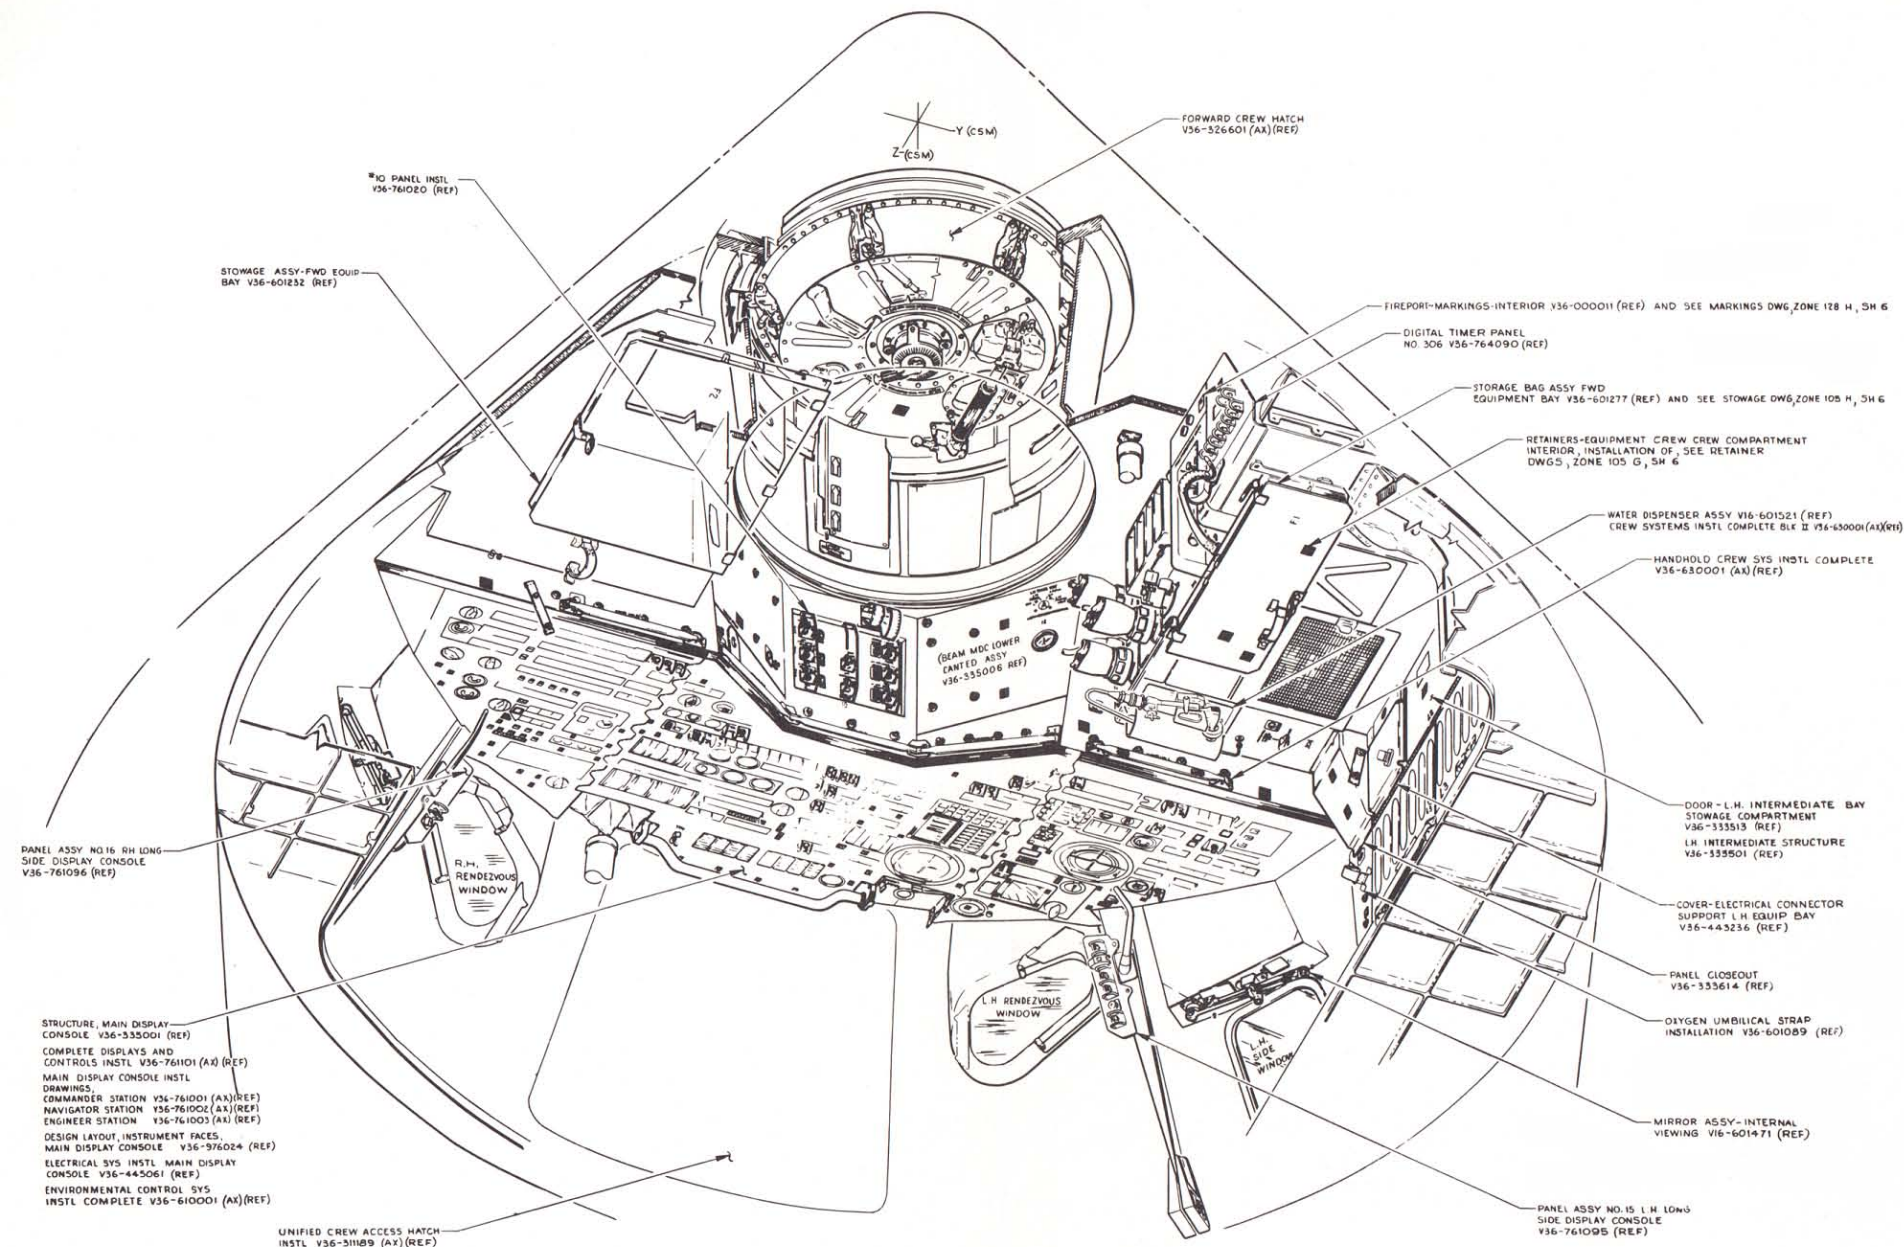 Y (CSM)
Z-(CSM)
FORWARD CREW HATCH
V36-326601 (AX)(REF)
#10 PANEL INSTL
V36-761020 (REF)
STOWAGE ASSY-FWD EQUIP
BAY V36-601232 (REF)
FIREPORT-MARKINGS-INTERIOR V36-000011 (REF) AND SEE MARKINGS DWG, ZONE 128 H, SH 6
DIGITAL TIMER PANEL
NO. 306 V36-764090 (REF)
STORAGE BAG ASSY FWD
EQUIPMENT BAY V36-601277 (REF) AND SEE STOWAGE DWG, ZONE 105 H, SH 6
RETAINERS-EQUIPMENT CREW CREW COMPARTMENT
INTERIOR, INSTALLATION OF, SEE RETAINER
DWGS, ZONE 105 G, SH 6
WATER DISPENSER ASSY V16-601521 (REF)
CREW SYSTEMS INSTL COMPLETE BLK II V36-630001 (AX)(REF)
HANDHOLD CREW SYS INSTL COMPLETE
V36-630001 (AX)(REF)
F2
F1
(BEAM MDC LOWER
CANTED ASSY
V36-335006 REF)
DOOR - L.H. INTERMEDIATE BAY
STOWAGE COMPARTMENT
V36-333513 (REF)
L.H. INTERMEDIATE STRUCTURE
V36-333501 (REF)
PANEL ASSY NO.16 RH LONG
SIDE DISPLAY CONSOLE
V36-761096 (REF)
R.H.
RENDEZVOUS
WINDOW
COVER-ELECTRICAL CONNECTOR
SUPPORT L.H. EQUIP BAY
V36-443236 (REF)
PANEL CLOSEOUT
V36-333614 (REF)
L H RENDEZVOUS
WINDOW
OXYGEN UMBILICAL STRAP
INSTALLATION V36-601089 (REF)
L.H.
SIDE
WINDOW
STRUCTURE, MAIN DISPLAY
CONSOLE V36-335001 (REF)
COMPLETE DISPLAYS AND
CONTROLS INSTL V36-761101 (AX) (REF)
MAIN DISPLAY CONSOLE INSTL
DRAWINGS,
COMMANDER STATION V36-761001 (AX)(REF)
NAVIGATOR STATION V36-761002 (AX)(REF)
ENGINEER STATION V36-761003 (AX) (REF)
DESIGN LAYOUT, INSTRUMENT FACES,
MAIN DISPLAY CONSOLE V36-976024 (REF)
ELECTRICAL SYS INSTL MAIN DISPLAY
CONSOLE V36-445061 (REF)
ENVIRONMENTAL CONTROL SYS
INSTL COMPLETE V36-610001 (AX)(REF)
MIRROR ASSY-INTERNAL
VIEWING V16-601471 (REF)
PANEL ASSY NO.15 L.H. LONG
SIDE DISPLAY CONSOLE
V36-761095 (REF)
UNIFIED CREW ACCESS HATCH
INSTL V36-311189 (AX)(REF)